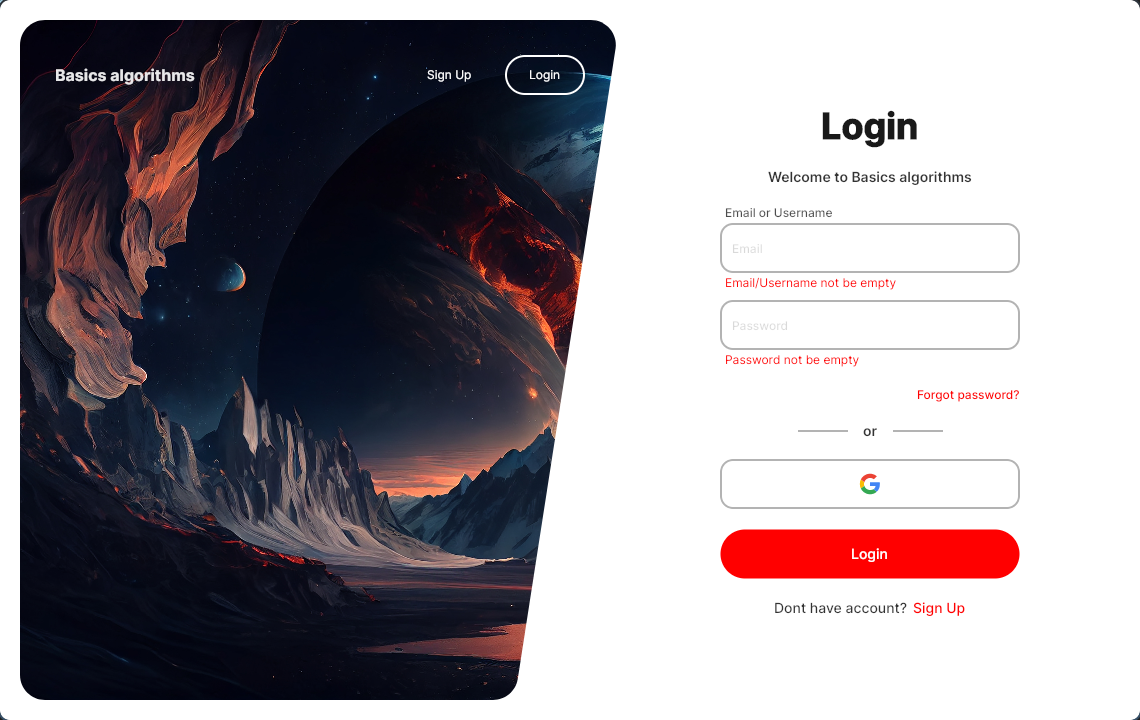 Basics algorithms
Sign Up
Login
Login
Welcome to Basics algorithms
Email or Username
Email
Email/Username not be empty
Password
Password not be empty
Forgot password?
or
Login
Dont have account? Sign Up